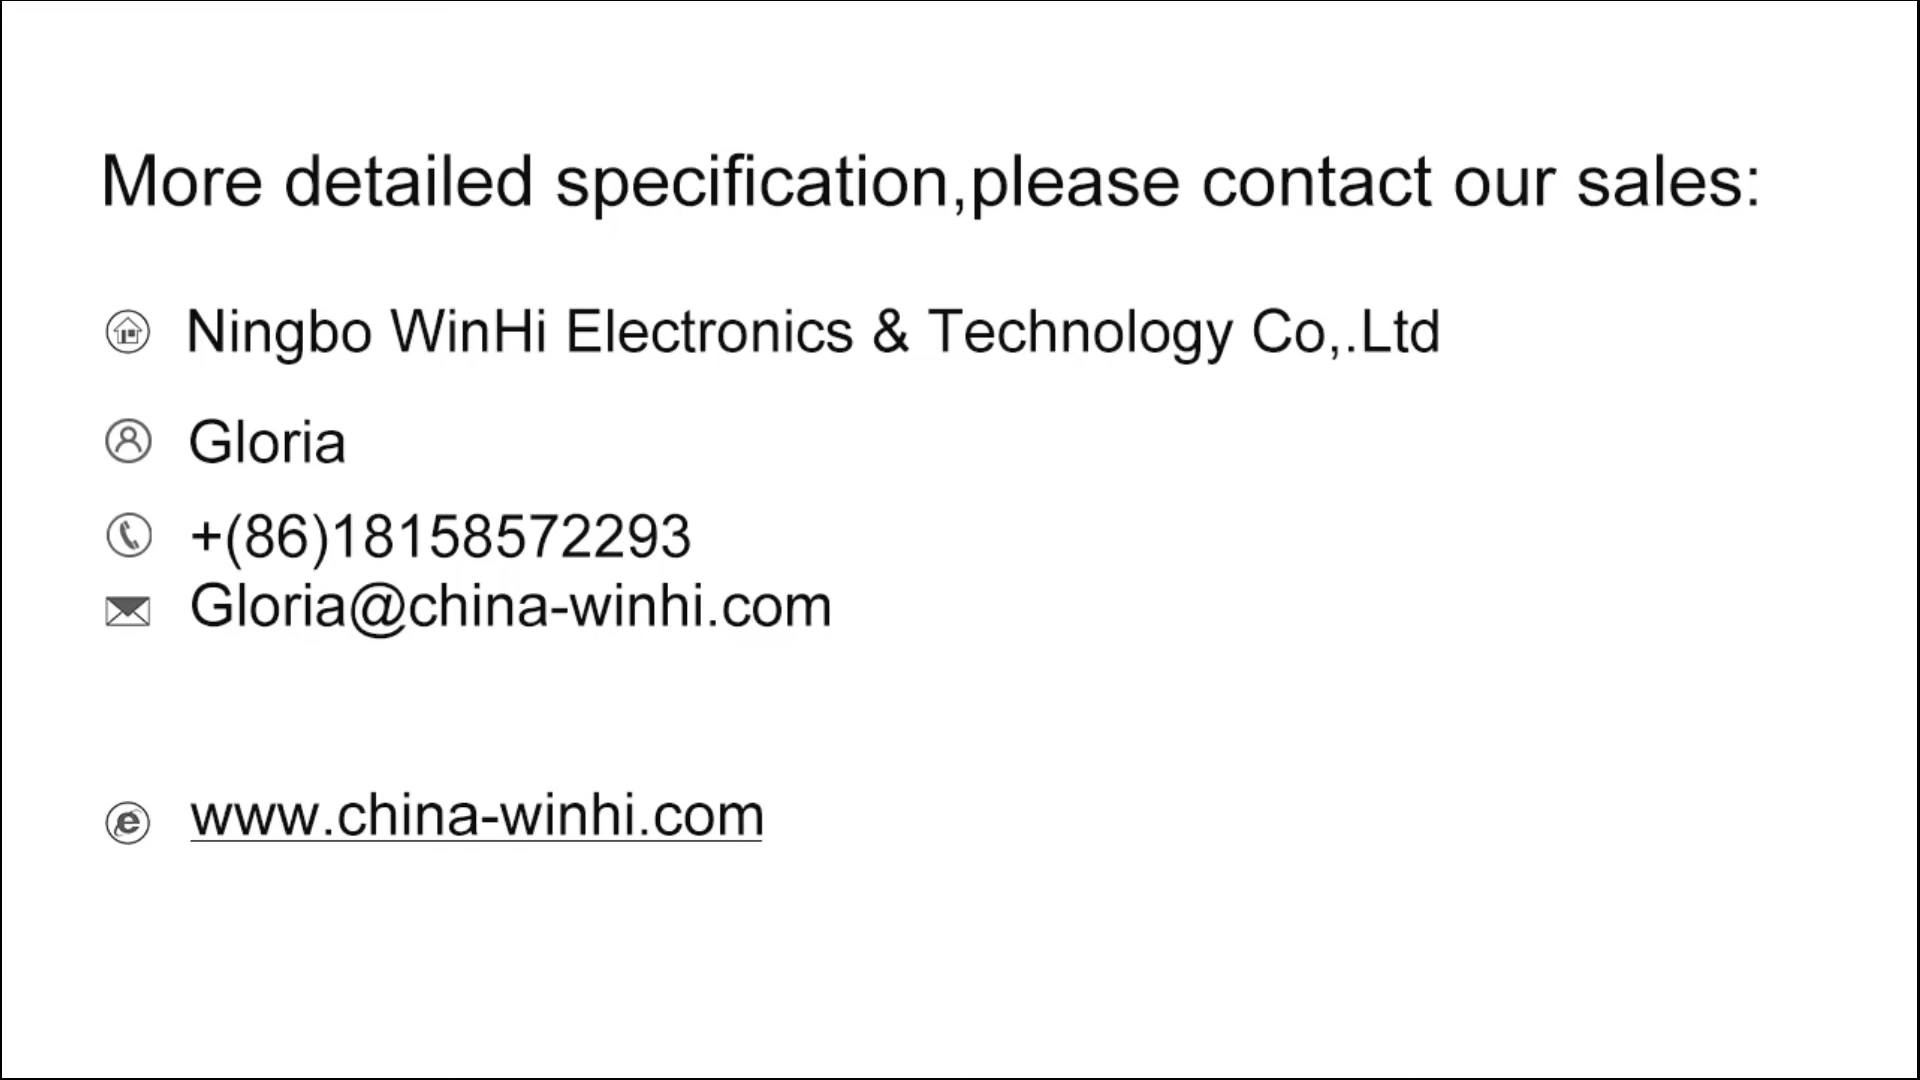 More detailed specification,please contact our sales:
Ningbo WinHi Electronics & Technology Co,.Ltd
Gloria
+(86)18158572293
Gloria@china-winhi.com
www.china-winhi.com